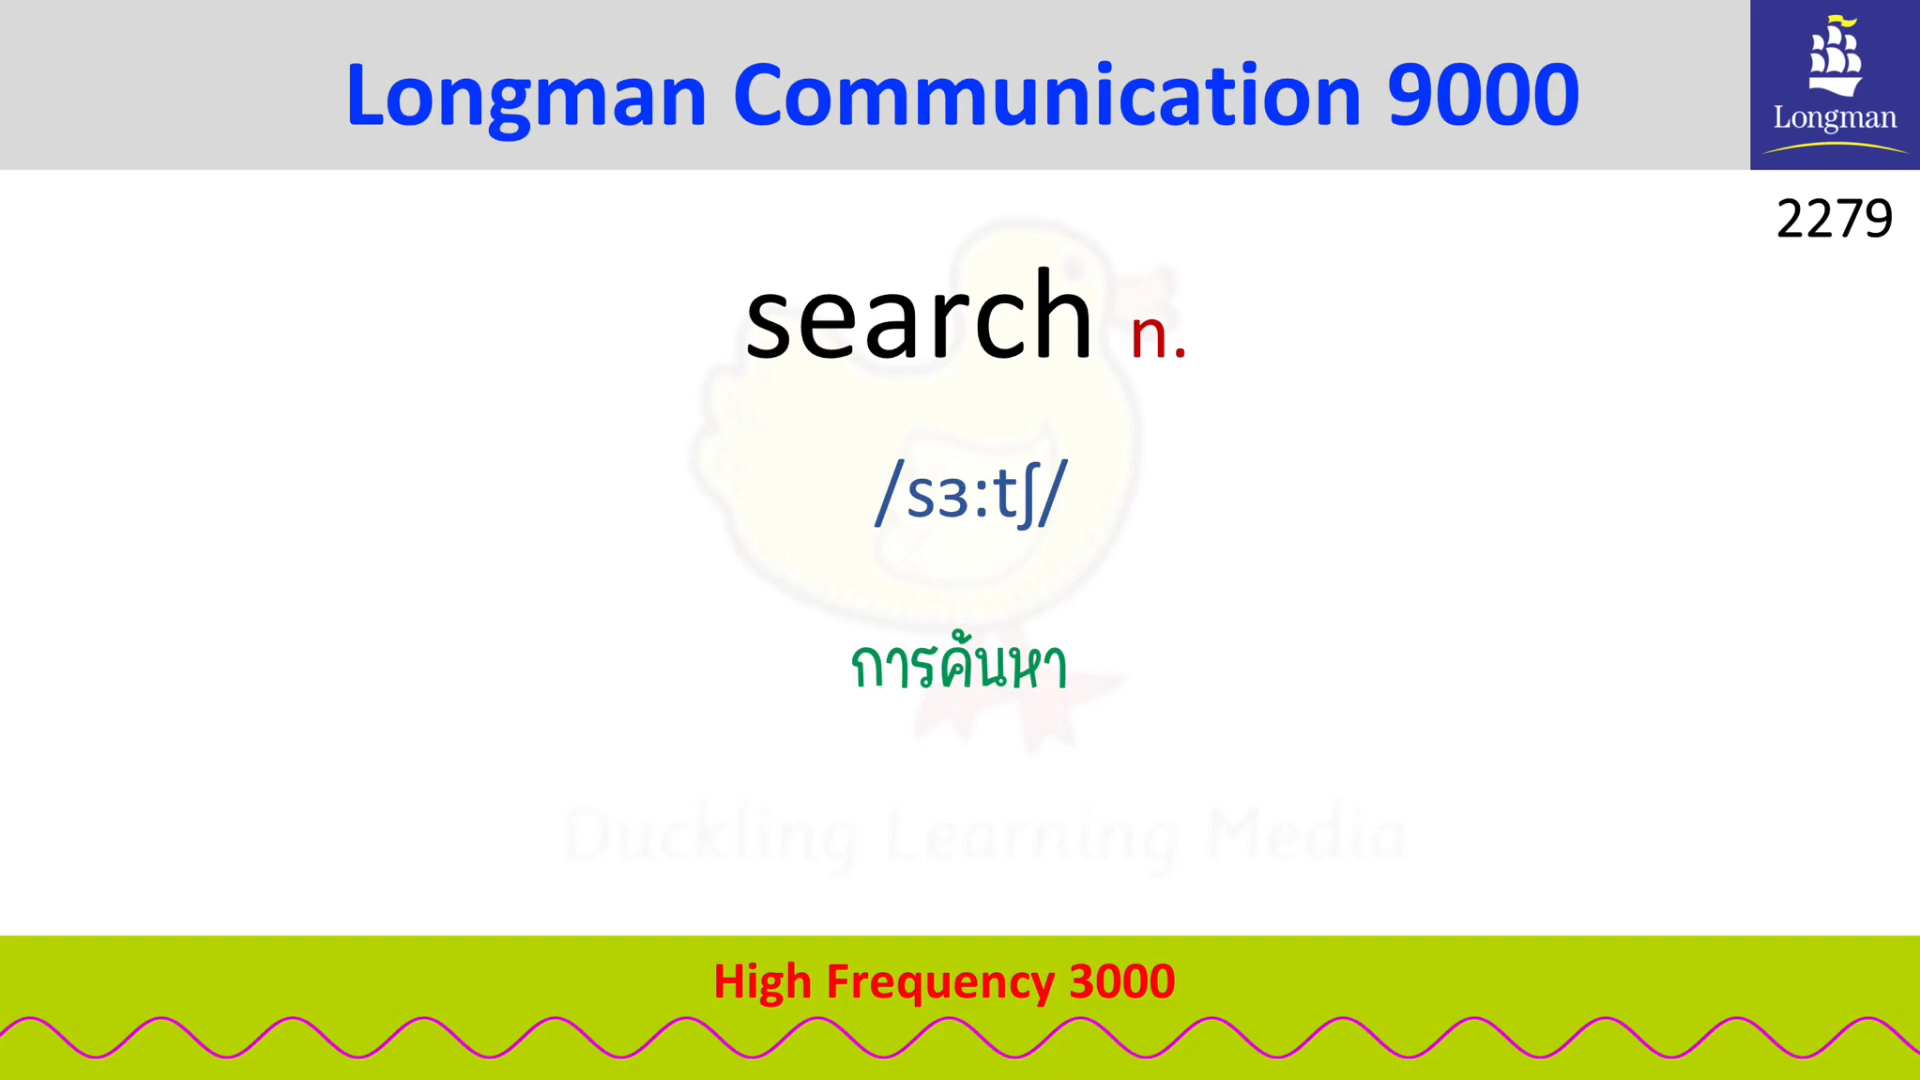 Longman Communication 9000
Longman
2279
search n.
/sɜ:tʃ/
การค้นหา
Duckling Learning Media
High Frequency 3000